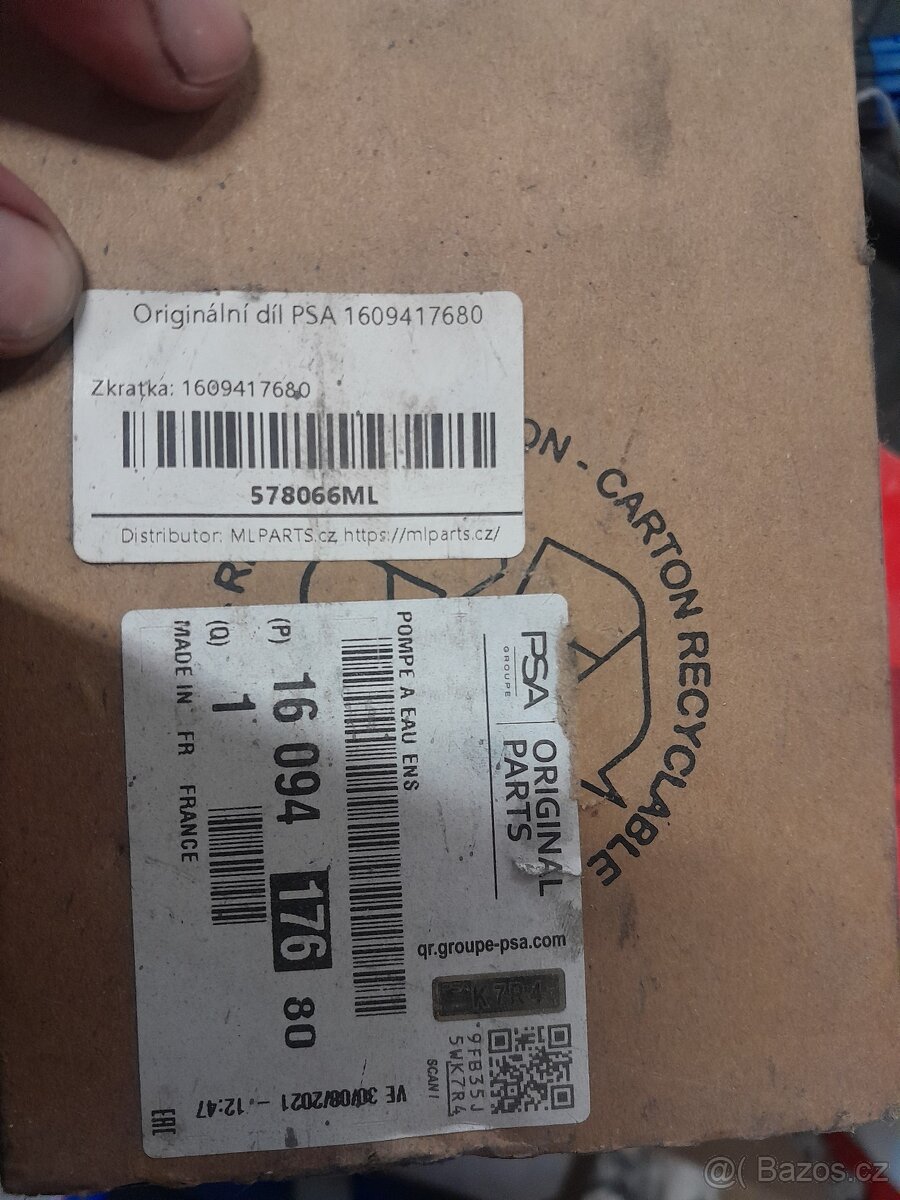 Originální díl PSA 1609417680
Zkratka: 1609417680
578066ML
Distributor: MLPARTS.cz https://mlparts.cz/
ON - CARTON RECYCLABLE
R
PSA
GROUPE
ORIGINAL
PARTS
qr.groupe-psa.com
K7R4
9FB35J
5WK7R4
SCAN!
POMPE A EAU ENS
(P) 16 094 176 80
(Q) 1
MADE IN FR FRANCE
VE 30/08/2021 - 12:47
EAC
@( Bazos.cz